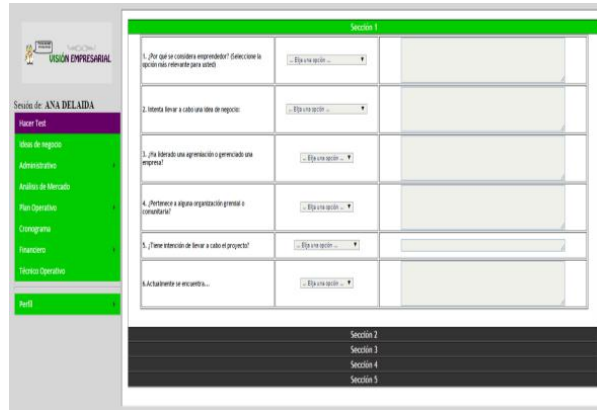 VISIÓN EMPRESARIAL
Sesión de: ANA DELAIDA
Hacer Test
Ideas de negocio
Administrativo
Análisis de Mercado
Plan Operativo
Cronograma
Financiero
Técnico Operativo
Perfil
Sección 1
1. ¿Por qué se considera emprendedor? (Seleccione la
opción más relevante para usted)
... Elija una opción ...
2. Intenta llevar a cabo una idea de negocio:
... Elija una opción ...
3. ¿Ha liderado una agremiación o gerenciado una
empresa?
... Elija una opción ...
4. ¿Pertenece a alguna organización gremial o
comunitaria?
... Elija una opción ...
5. ¿Tiene intención de llevar a cabo el proyecto?
... Elija una opción ...
6.Actualmente se encuentra....
... Elija una opción ...
Sección 2
Sección 3
Sección 4
Sección 5